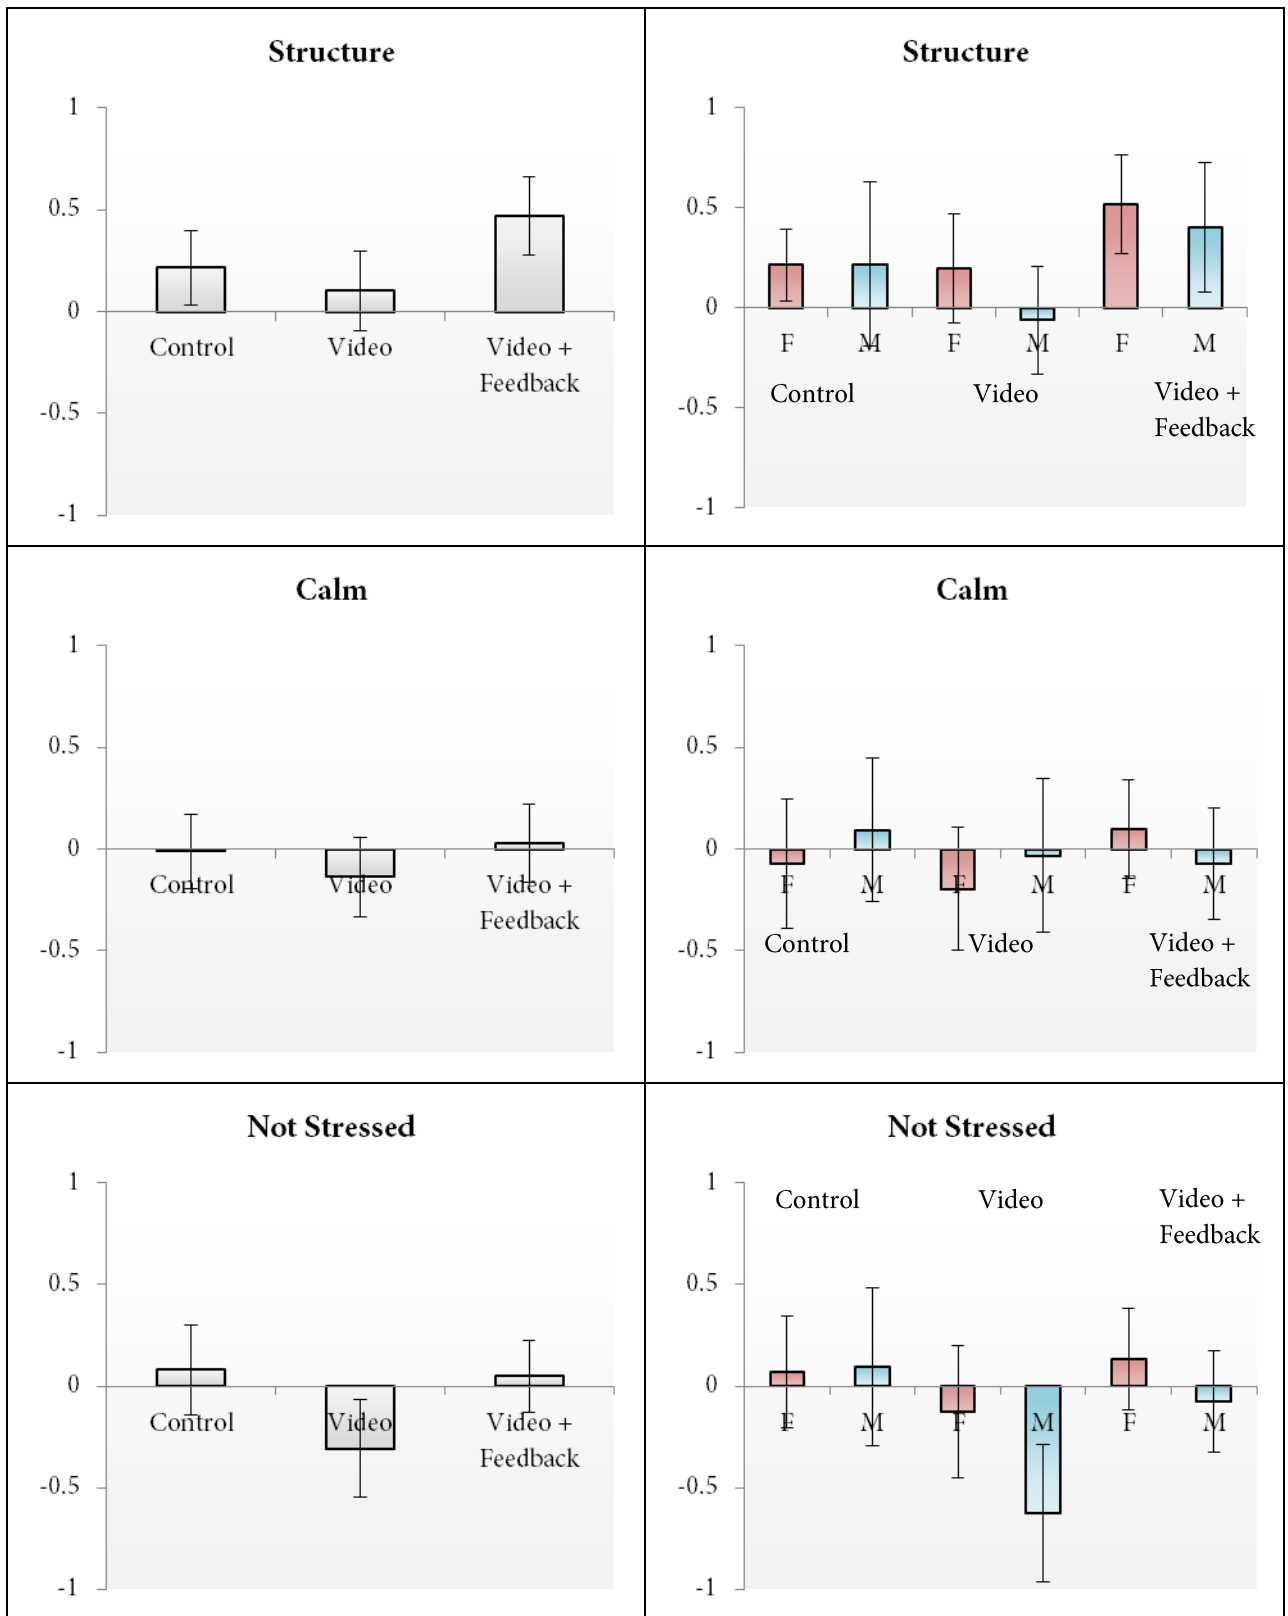 Structure
1
0.5
0
-0.5
-1
Control
Video
Video +
Feedback
Structure
1
0.5
0
-0.5
-1
F
M
F
M
F
M
Control
Video
Video +
Feedback
Calm
1
0.5
0
-0.5
-1
Control
Video
Video +
Feedback
Calm
1
0.5
0
-0.5
-1
F
M
F
M
F
M
Control
Video
Video +
Feedback
Not Stressed
1
0.5
0
-0.5
-1
Control
Video
Video +
Feedback
Not Stressed
Control
Video
Video +
Feedback
1
0.5
0
-0.5
-1
F
M
F
M
F
M